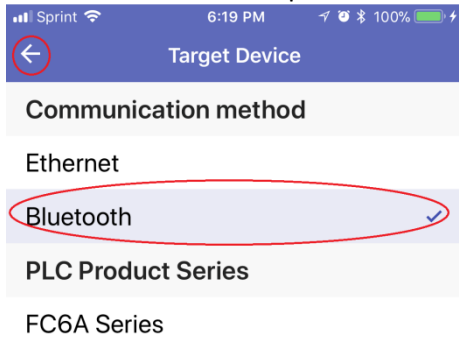 Sprint 6:19 PM 100%
Target Device
Communication method
Ethernet
Bluetooth
PLC Product Series
FC6A Series